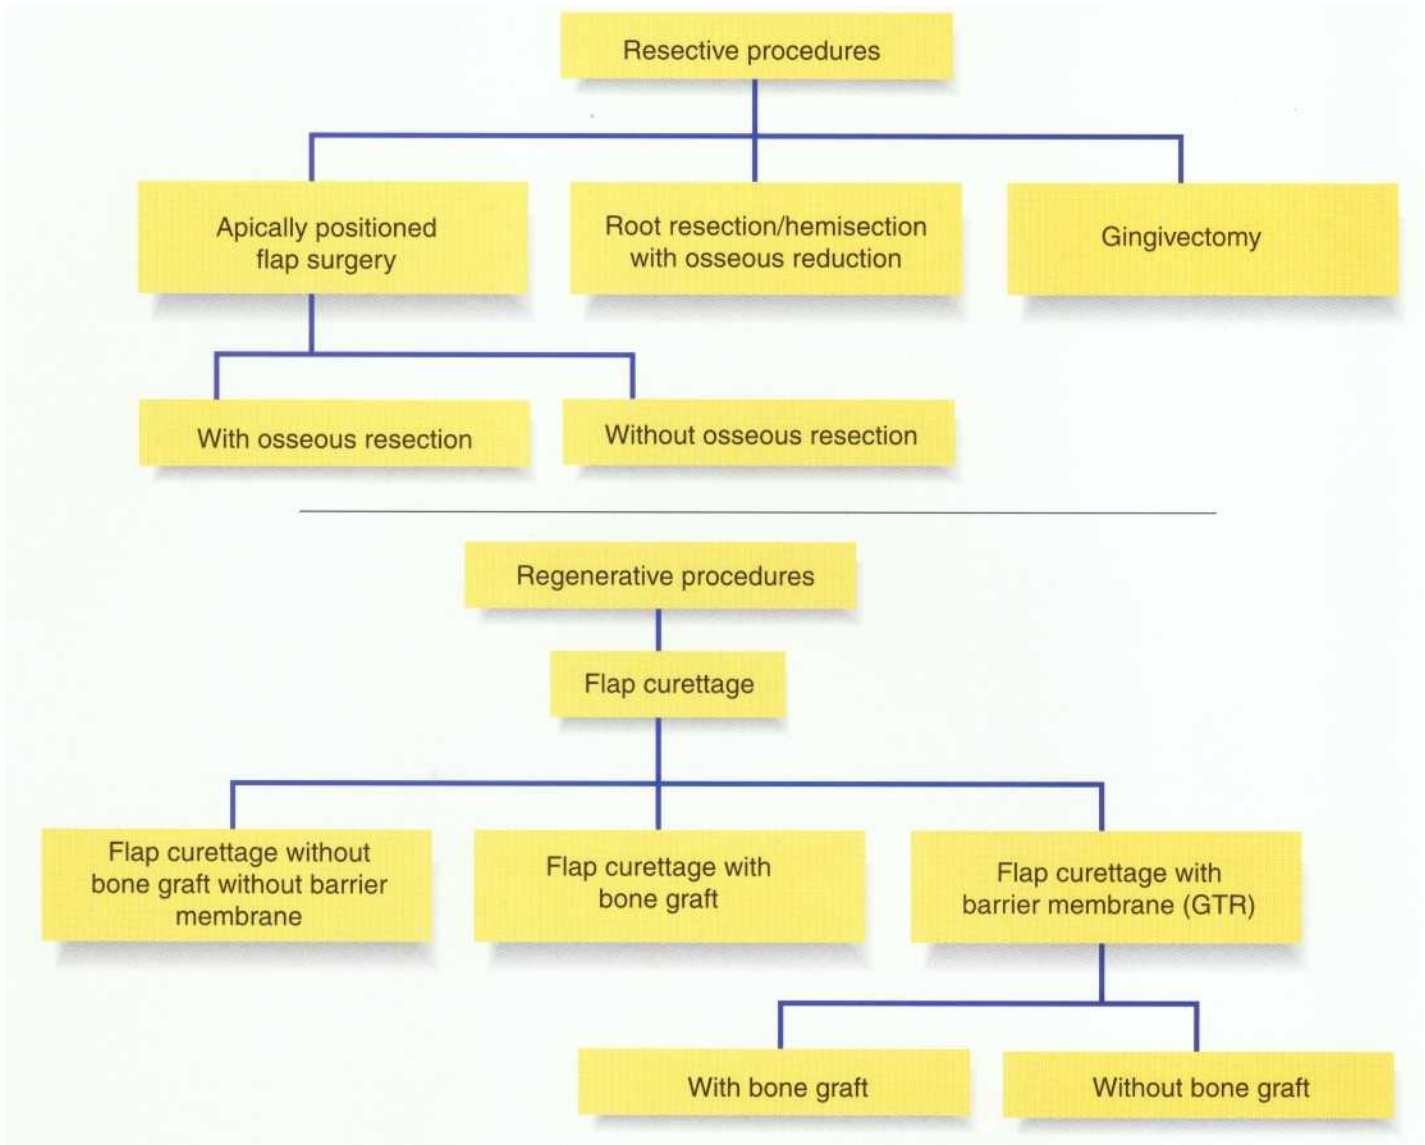 Resective procedures
Apically positioned
flap surgery
Root resection/hemisection
with osseous reduction
Gingivectomy
With osseous resection
Without osseous resection
Regenerative procedures
Flap curettage
Flap curettage without
bone graft without barrier
membrane
Flap curettage with
bone graft
Flap curettage with
barrier membrane (GTR)
With bone graft
Without bone graft